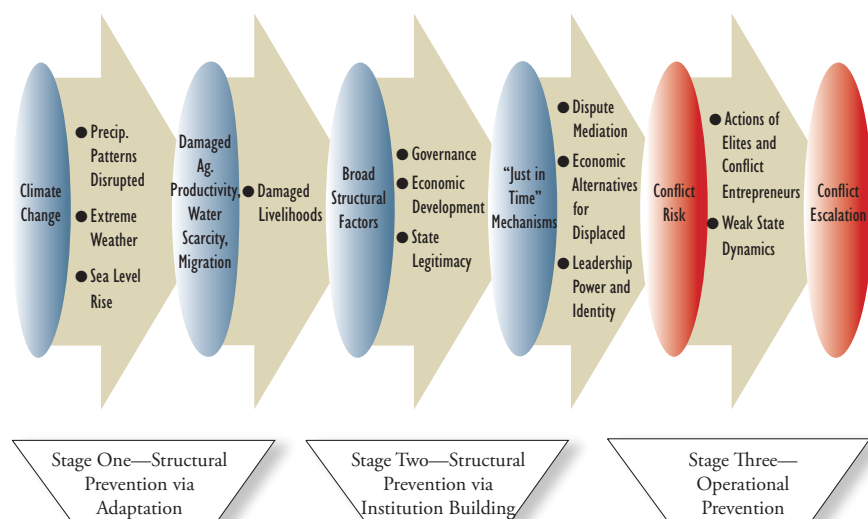 Climate
Change
● Precip.
Patterns
Disrupted
● Extreme
Weather
● Sea Level
Rise
Damaged
Ag.
Productivity,
Water
Scarcity,
Migration
● Damaged
Livelihoods
Broad
Structural
Factors
● Governance
● Economic
Development
● State
Legitimacy
“Just in
Time”
Mechanisms
● Dispute
Mediation
● Economic
Alternatives
for
Displaced
● Leadership
Power and
Identity
Conflict
Risk
● Actions of
Elites and
Conflict
Entrepreneurs
● Weak State
Dynamics
Conflict
Escalation
Stage One—Structural
Prevention via
Adaptation
Stage Two—Structural
Prevention via
Institution Building
Stage Three—
Operational
Prevention